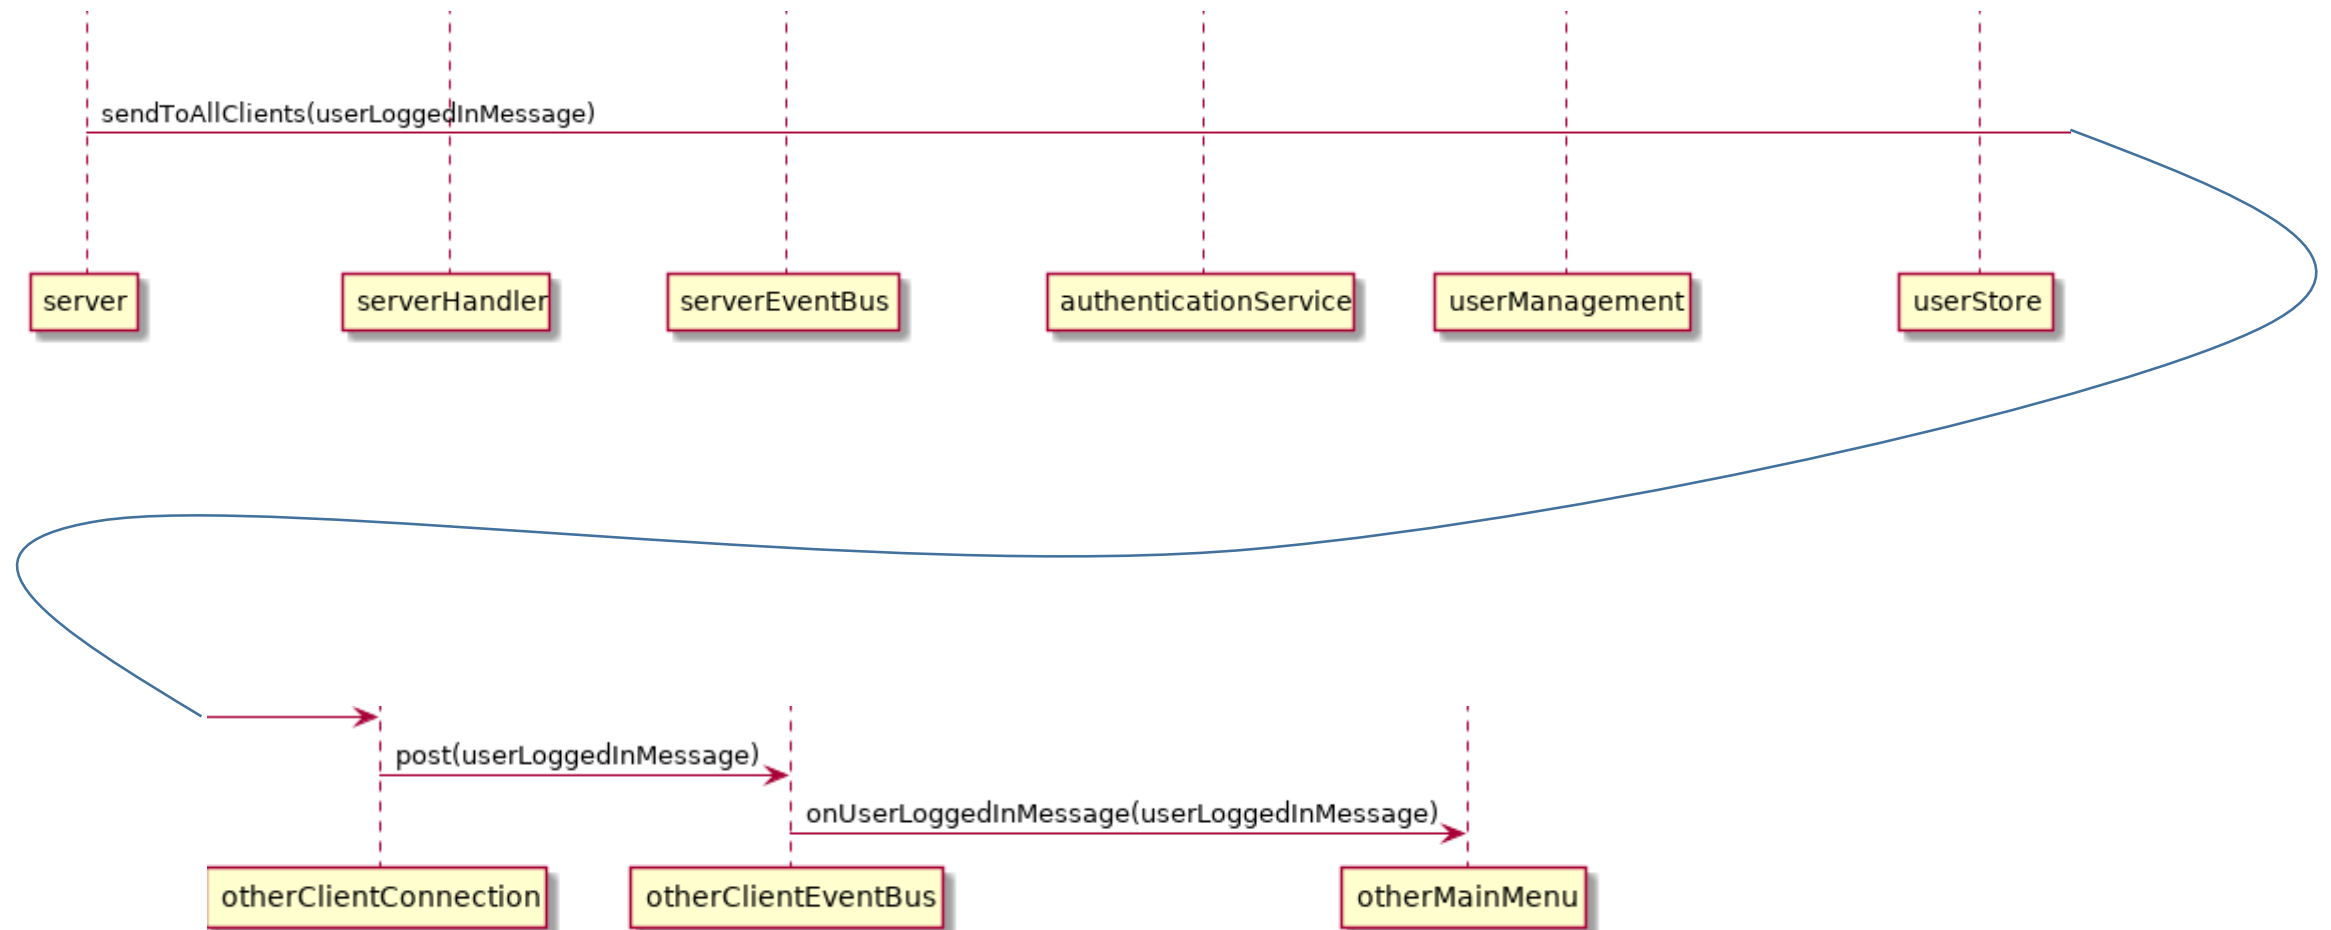 sendToAllClients(userLoggedInMessage)
server
serverHandler
serverEventBus
authenticationService
userManagement
userStore
post(userLoggedInMessage)
onUserLoggedInMessage(userLoggedInMessage)
otherClientConnection
otherClientEventBus
otherMainMenu